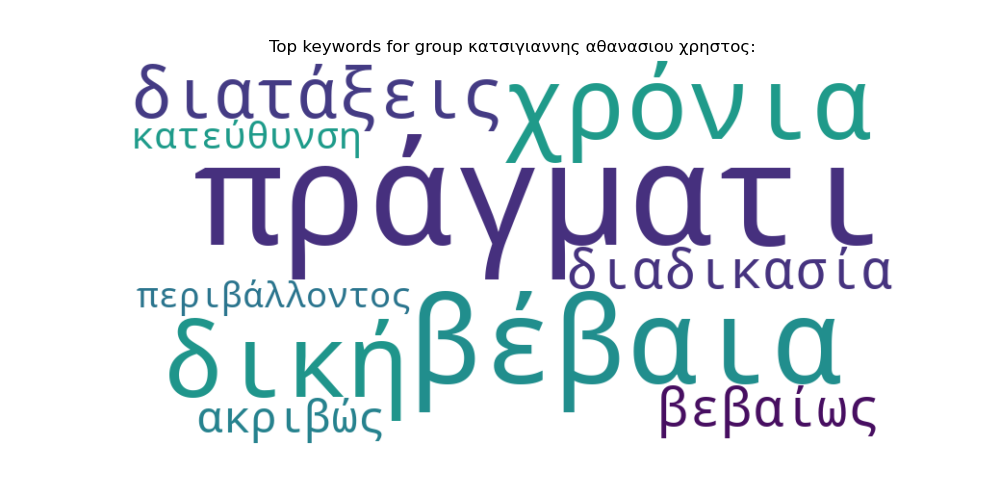 Top keywords for group κατσιγιαννης αθανασιου χρηστος:
διατάξεις χρόνια
κατεύθυνση
πράγματι
διαδικασία
περιβάλλοντος
δική βέβαια
ακριβώς βεβαίως